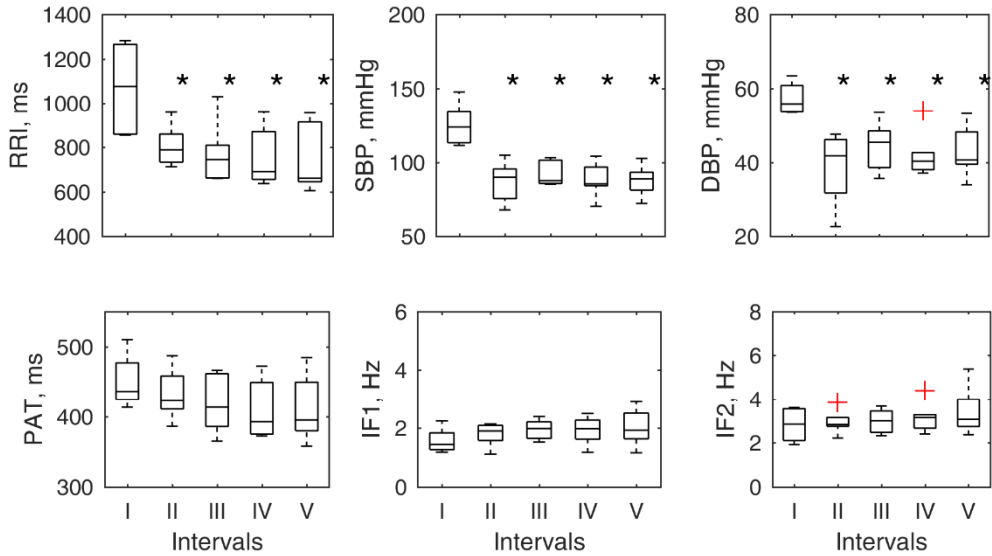 RRI, ms
1400
1200
1000
800
600
400
* * * *
SBP, mmHg
200
150
100
50
* * * *
DBP, mmHg
80
60
40
20
* * * *
PAT, ms
500
400
300
I II III IV V
Intervals
IF1, Hz
6
4
2
0
I II III IV V
Intervals
IF2, Hz
8
6
4
2
0
I II III IV V
Intervals